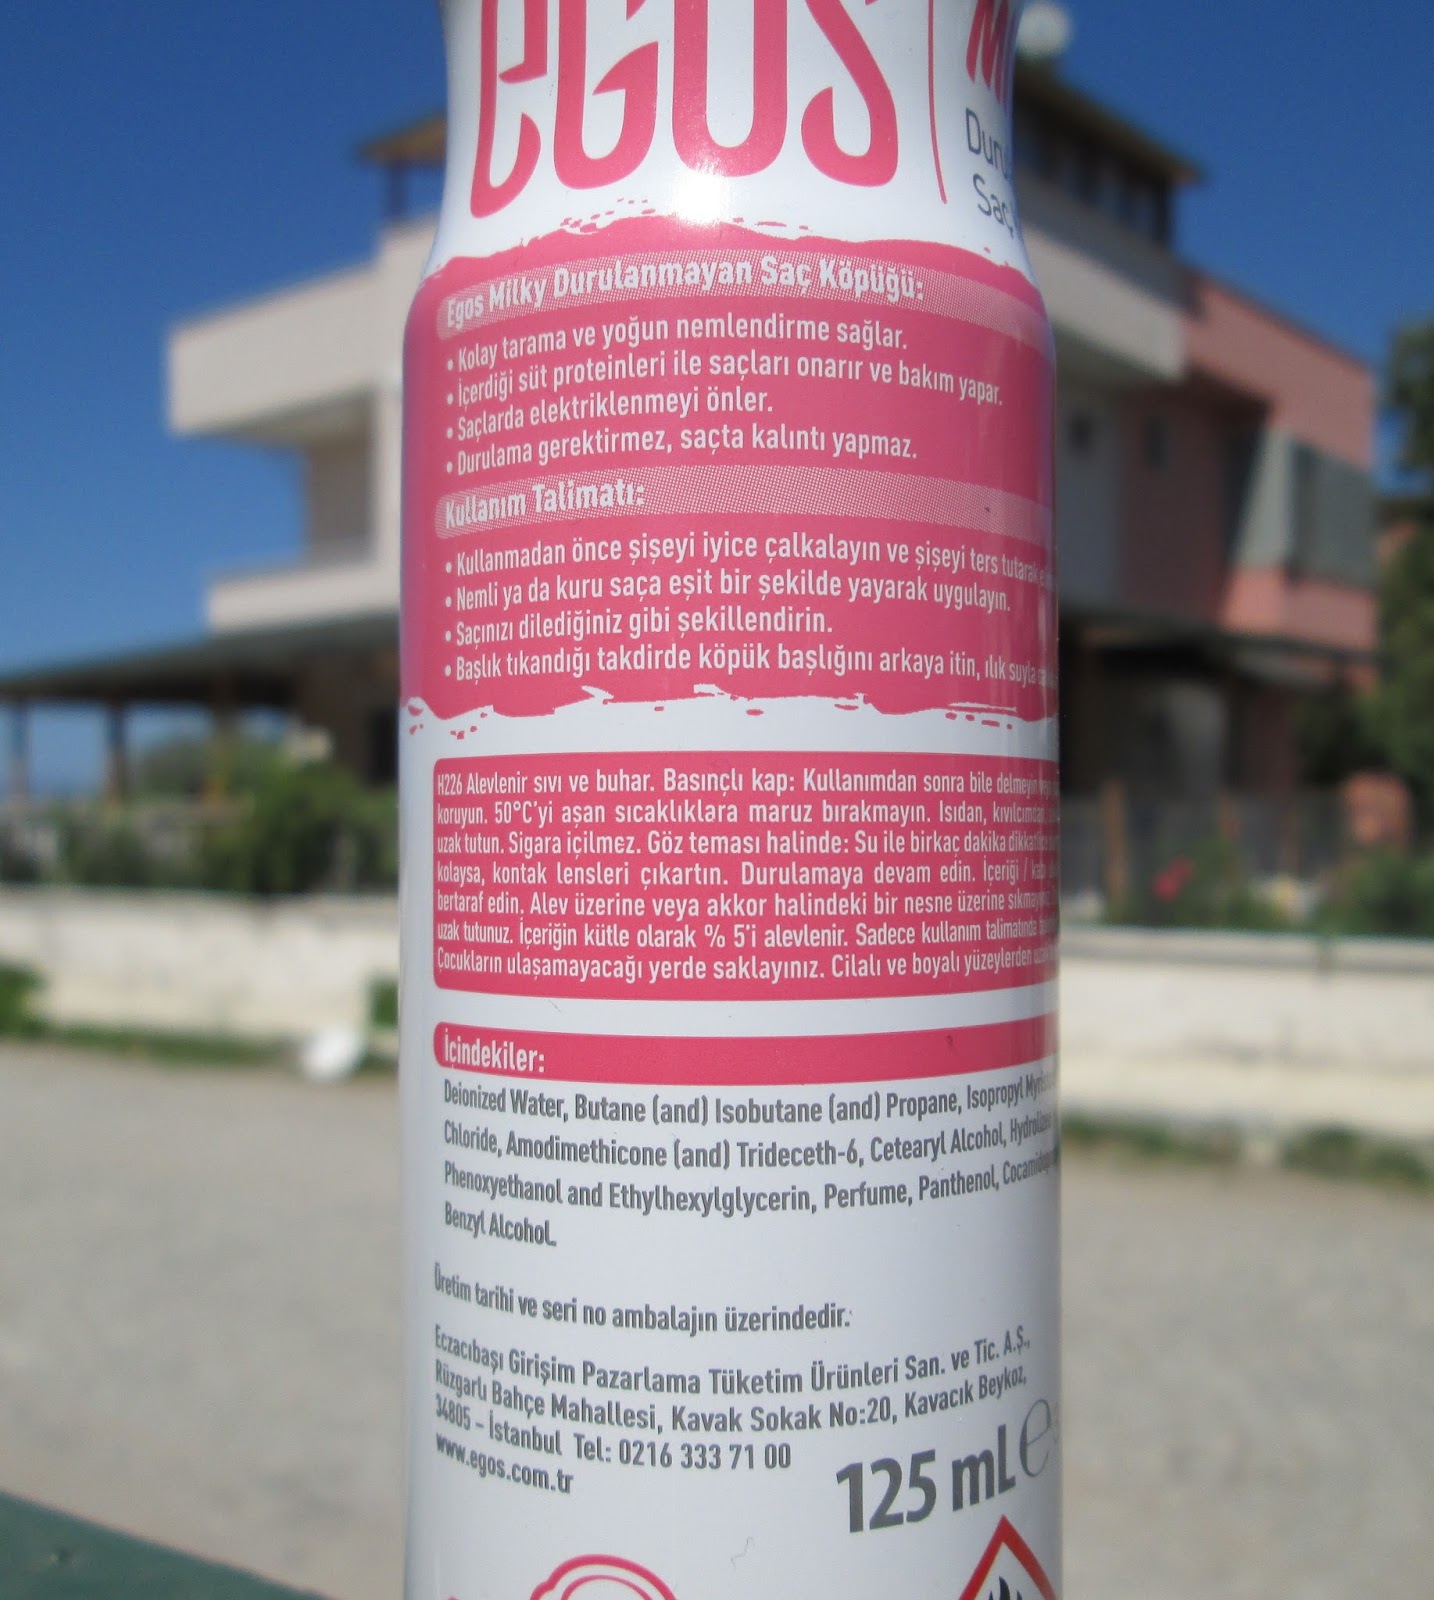 egos
Duru
Saç
Egos Milky Durulanmayan Saç Köpüğü:
• Kolay tarama ve yoğun nemlendirme sağlar.
• İçerdiği süt proteinleri ile saçları onarır ve bakım yapar.
• Saçlarda elektriklenmeyi önler.
• Durulama gerektirmez, saçta kalıntı yapmaz.
Kullanım Talimatı:
• Kullanmadan önce şişeyi iyice çalkalayın ve şişeyi ters tutarak
• Nemli ya da kuru saça eşit bir şekilde yayarak uygulayın.
• Saçınızı dilediğiniz gibi şekillendirin.
• Başlık tıkandığı takdirde köpük başlığını arkaya itin, ılık suyla
H226 Alevlenir sıvı ve buhar. Basınçlı kap: Kullanımdan sonra bile delmeyin
koruyun. 50°C'yi aşan sıcaklıklara maruz bırakmayın. Isıdan,
uzak tutun. Sigara içilmez. Göz teması halinde: Su ile birkaç dakika
kolaysa, kontak lensleri çıkartın. Durulamaya devam edin. İçeriği /
bertaraf edin. Alev üzerine veya akkor halindeki bir nesne üzerine
uzak tutunuz. İçeriğin kütle olarak % 5'i alevlenir. Sadece kullanım talimatında
Çocukların ulaşamayacağı yerde saklayınız. Cilalı ve boyalı yüzeylerden
İçindekiler:
Deionized Water, Butane (and) Isobutane (and) Propane, Isopropyl
Chloride, Amodimethicone (and) Trideceth-6, Cetearyl Alcohol,
Phenoxyethanol and Ethylhexylglycerin, Perfume, Panthenol,
Benzyl Alcohol.
Üretim tarihi ve seri no ambalajın üzerindedir.
Eczacıbaşı Girişim Pazarlama Tüketim Ürünleri San. ve Tic. A.Ş.,
Rüzgarlı Bahçe Mahallesi, Kavak Sokak No:20, Kavacık Beykoz,
34805 - İstanbul Tel: 0216 333 71 00
www.egos.com.tr
125 mL e